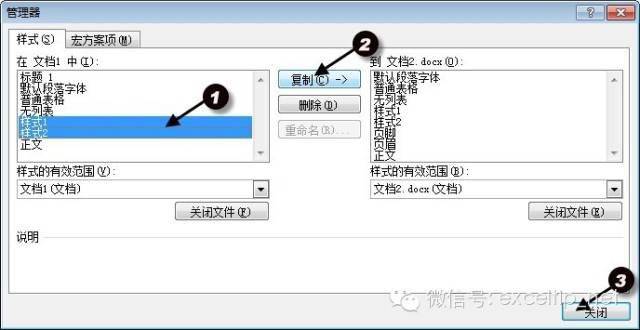 管理器
样式(S) 宏方案项(M)
在 文档1 中(I): 到 文档2.docx(O):
标题 1
默认段落字体
普通表格
无列表
样式1
样式2
正文
1
2
复制(C) ->
删除(D)
重命名(R)...
默认段落字体
普通表格
无列表
样式1
样式2
页脚
页眉
正文
样式的有效范围(V): 样式的有效范围(B):
文档1(文档) 文档2.docx(文档)
关闭文件(F) 关闭文件(E)
说明
3
微信号: exceltip_net
关闭